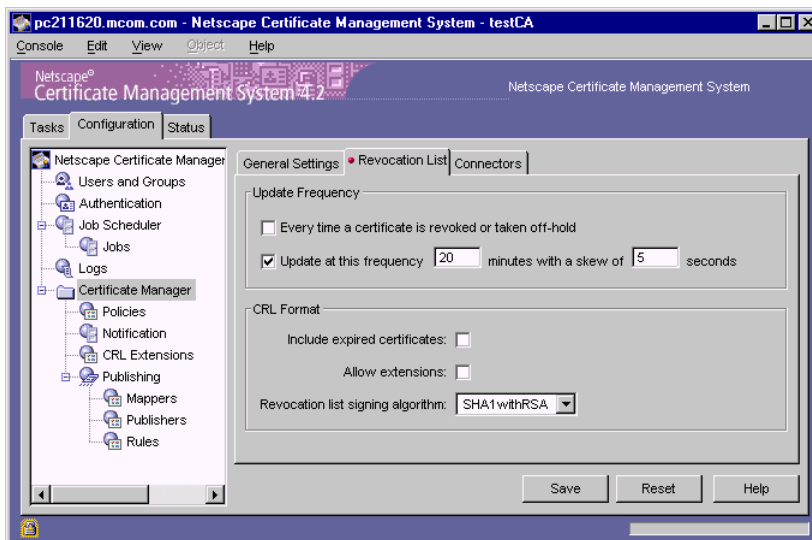 pc211620.mcom.com - Netscape Certificate Management System - testCA
Console Edit View Object Help
Netscape®
Certificate Management System 4.2
Netscape Certificate Management System
Tasks Configuration Status
Netscape Certificate Manager
Users and Groups
Authentication
Job Scheduler
Jobs
Logs
Certificate Manager
Policies
Notification
CRL Extensions
Publishing
Mappers
Publishers
Rules
General Settings Revocation List Connectors
Update Frequency
Every time a certificate is revoked or taken off-hold
Update at this frequency 20 minutes with a skew of 5 seconds
CRL Format
Include expired certificates:
Allow extensions:
Revocation list signing algorithm: SHA1withRSA
Save Reset Help